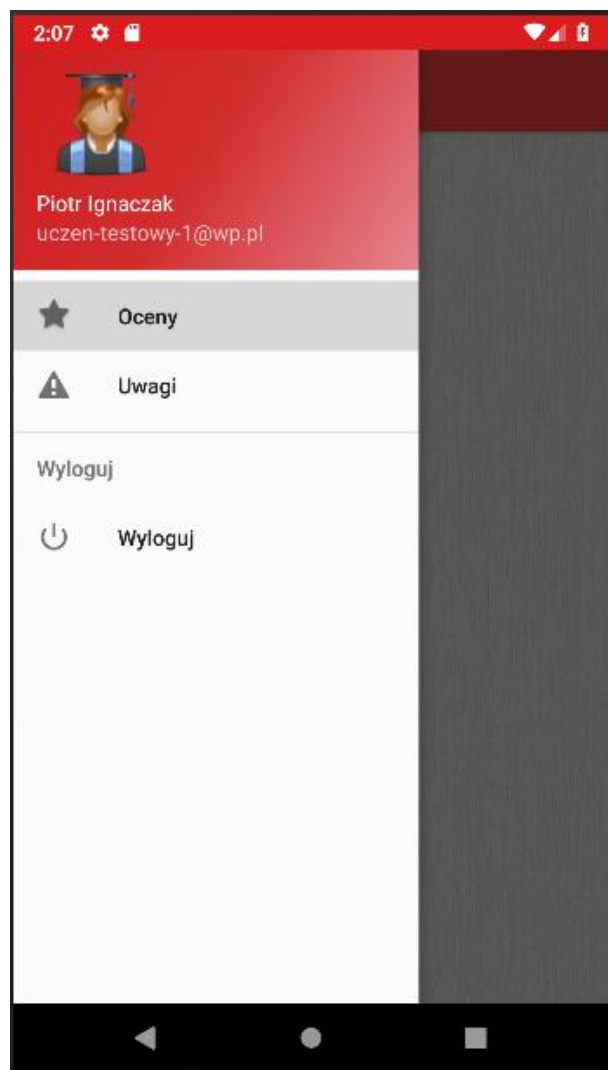 2:07
Piotr Ignaczak
uczen-testowy-1@wp.pl
Oceny
Uwagi
Wyloguj
Wyloguj